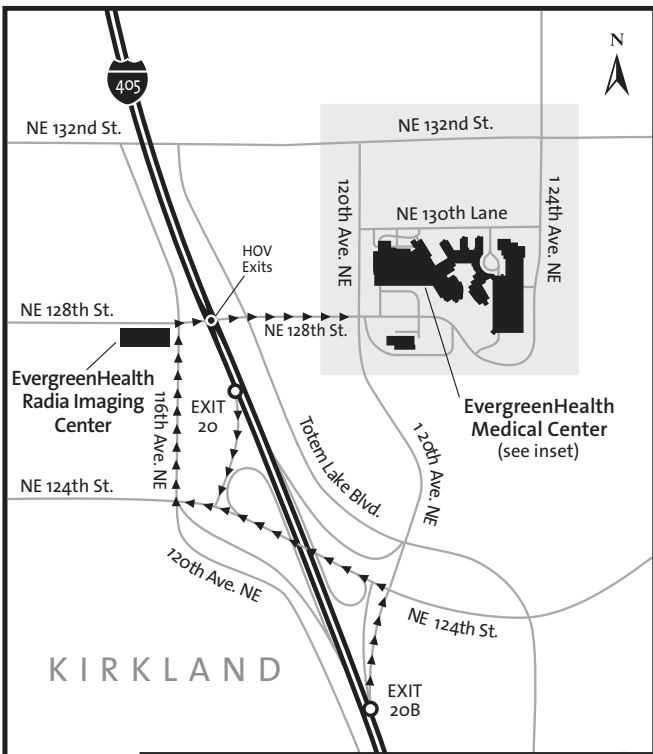 405
N
NE 132nd St.
NE 132nd St.
120th Ave. NE
124th Ave. NE
NE 130th Lane
HOV
Exits
NE 128th St.
NE 128th St.
EvergreenHealth
Radia Imaging
Center
116th Ave. NE
EXIT
20
Totem Lake Blvd.
120th Ave. NE
EvergreenHealth
Medical Center
(see inset)
NE 124th St.
120th Ave. NE
NE 124th St.
KIRKLAND
EXIT
20B